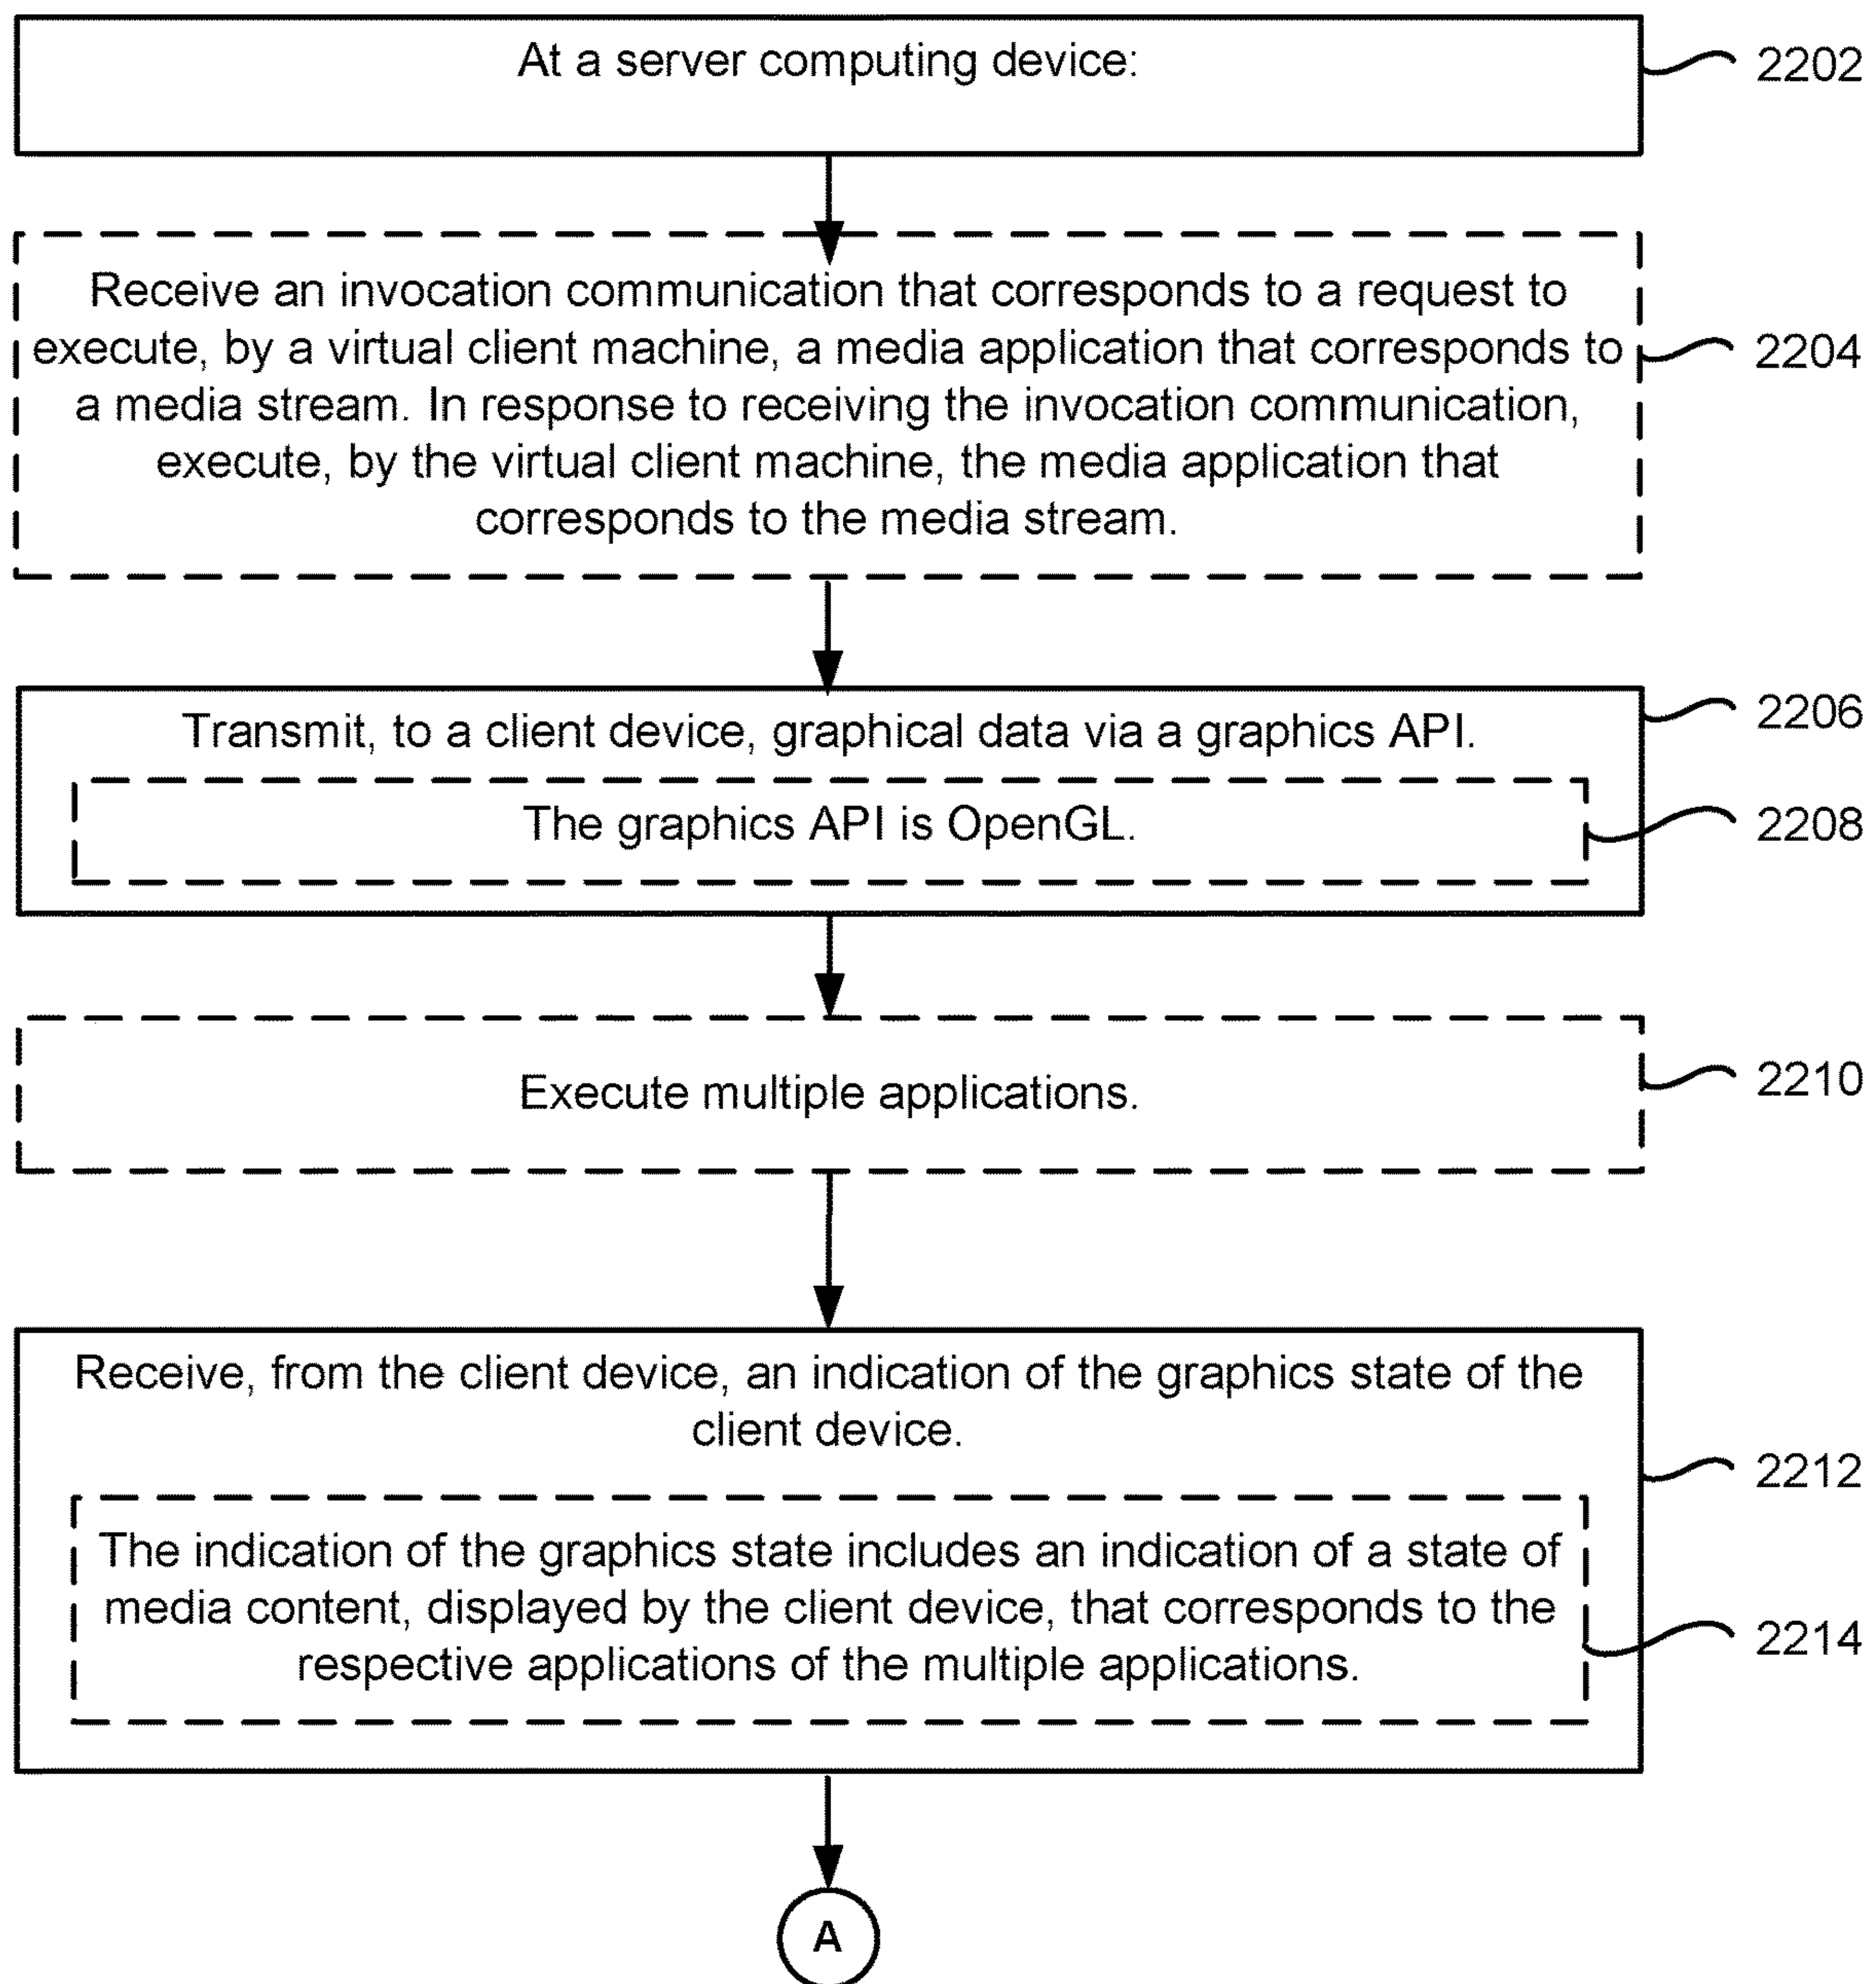 At a server computing device:
2202
Receive an invocation communication that corresponds to a request to
execute, by a virtual client machine, a media application that corresponds to
2204
a media stream. In response to receiving the invocation communication,
execute, by the virtual client machine, the media application that
corresponds to the media stream.
2206
Transmit, to a client device, graphical data via a graphics API.
The graphics API is OpenGL.
2208
Execute multiple applications.
2210
Receive, from the client device, an indication of the graphics state of the
client device.
2212
The indication of the graphics state includes an indication of a state of
media content, displayed by the client device, that corresponds to the
respective applications of the multiple applications.
2214
A